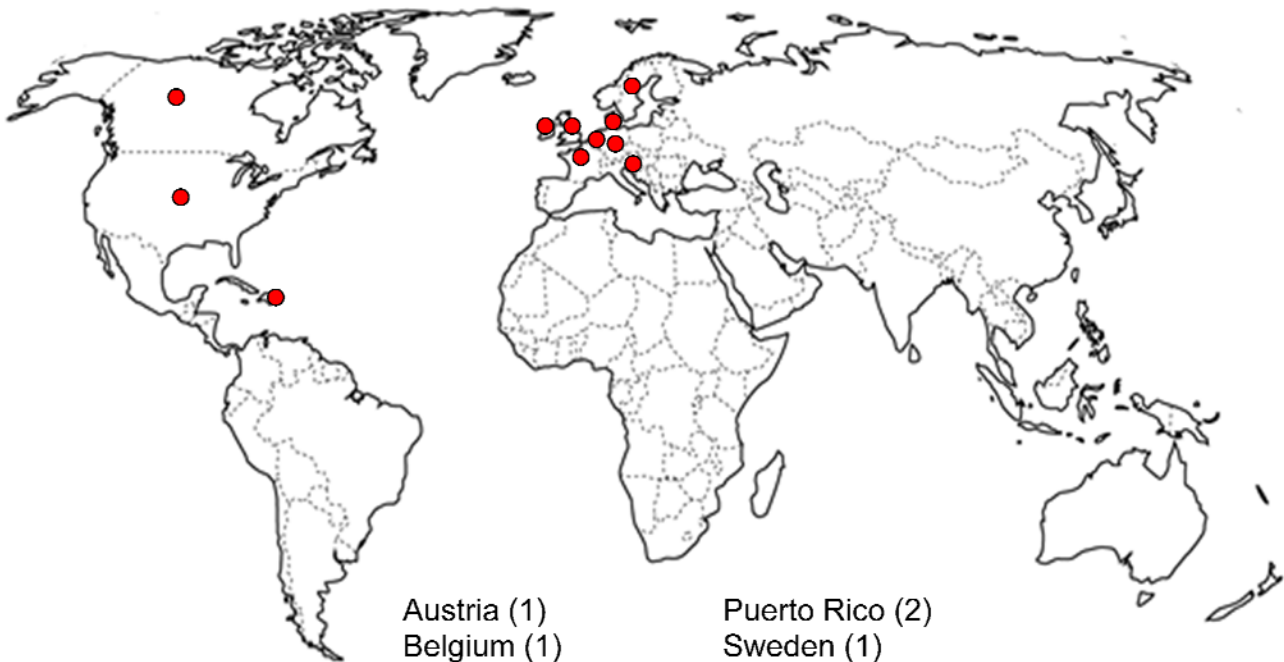 Austria (1)
Belgium (1)
Puerto Rico (2)
Sweden (1)